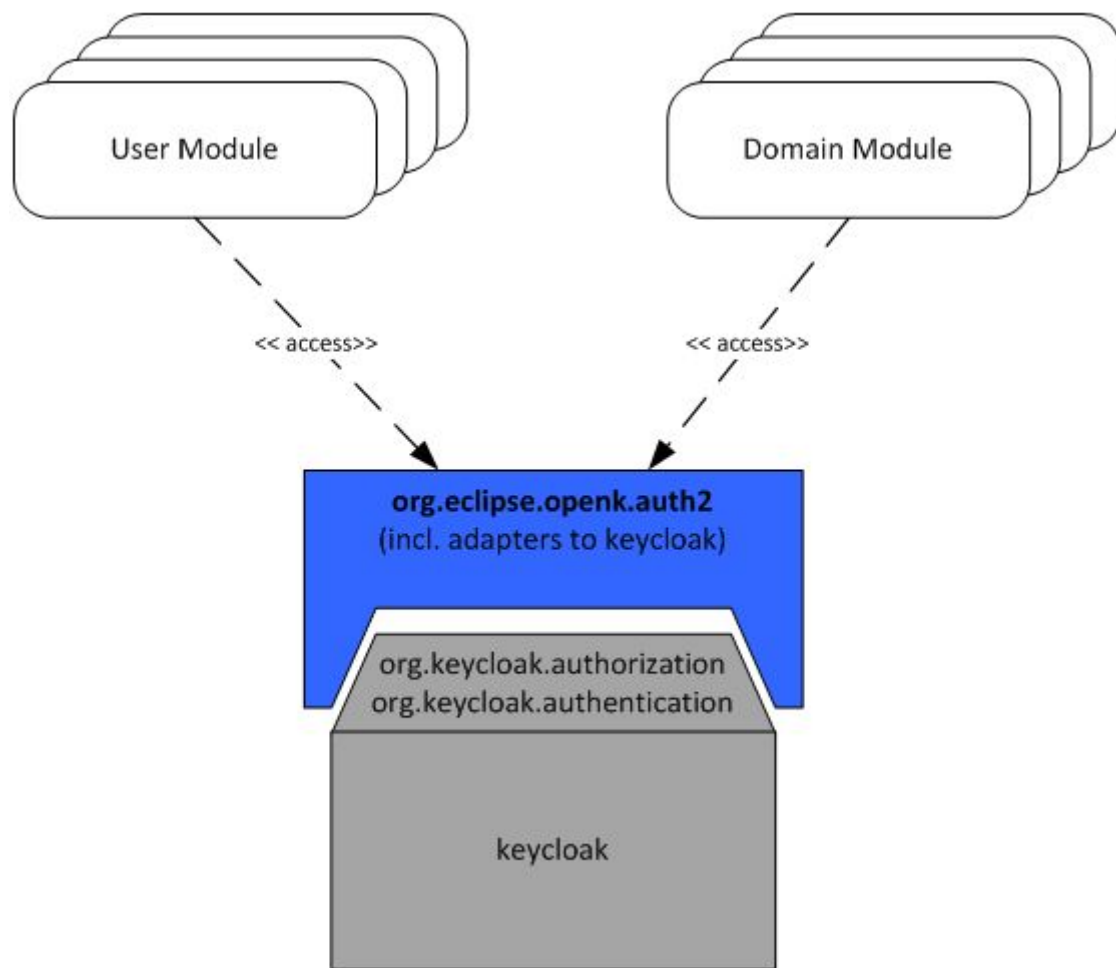 User Module
Domain Module
<< access>>
<< access>>
org.eclipse.openk.auth2
(incl. adapters to keycloak)
org.keycloak.authorization
org.keycloak.authentication
keycloak